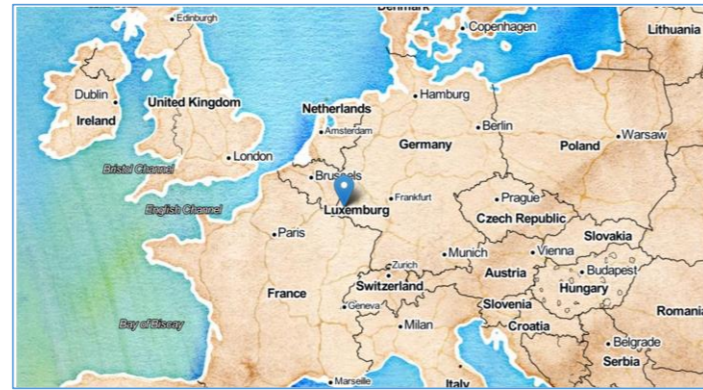 Denmark
Edinburgh
Copenhagen
Lithuania
Dublin
Ireland
United Kingdom
Netherlands
Hamburg
Amsterdam
Berlin
Germany
Poland
Warsaw
London
Bristol Channel
Brussels
English Channel
Luxemburg
Frankfurt
Prague
Czech Republic
Paris
Slovakia
Munich
Vienna
Zurich
Switzerland
Austria
Budapest
Hungary
France
Geneva
Slovenia
Romania
Bay of Biscay
Milan
Croatia
Belgrade
Serbia
Marseille
Italy